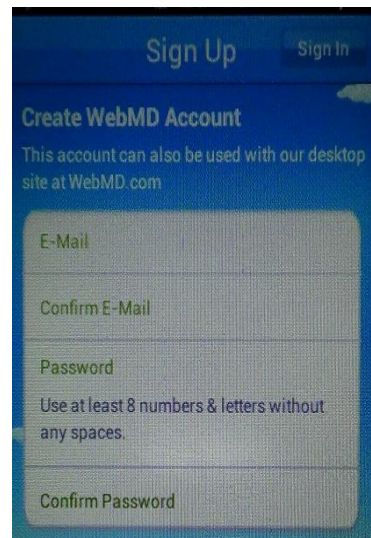 Sign Up Sign In
Create WebMD Account
This account can also be used with our desktop
site at WebMD.com
E-Mail
Confirm E-Mail
Password
Use at least 8 numbers & letters without
any spaces.
Confirm Password